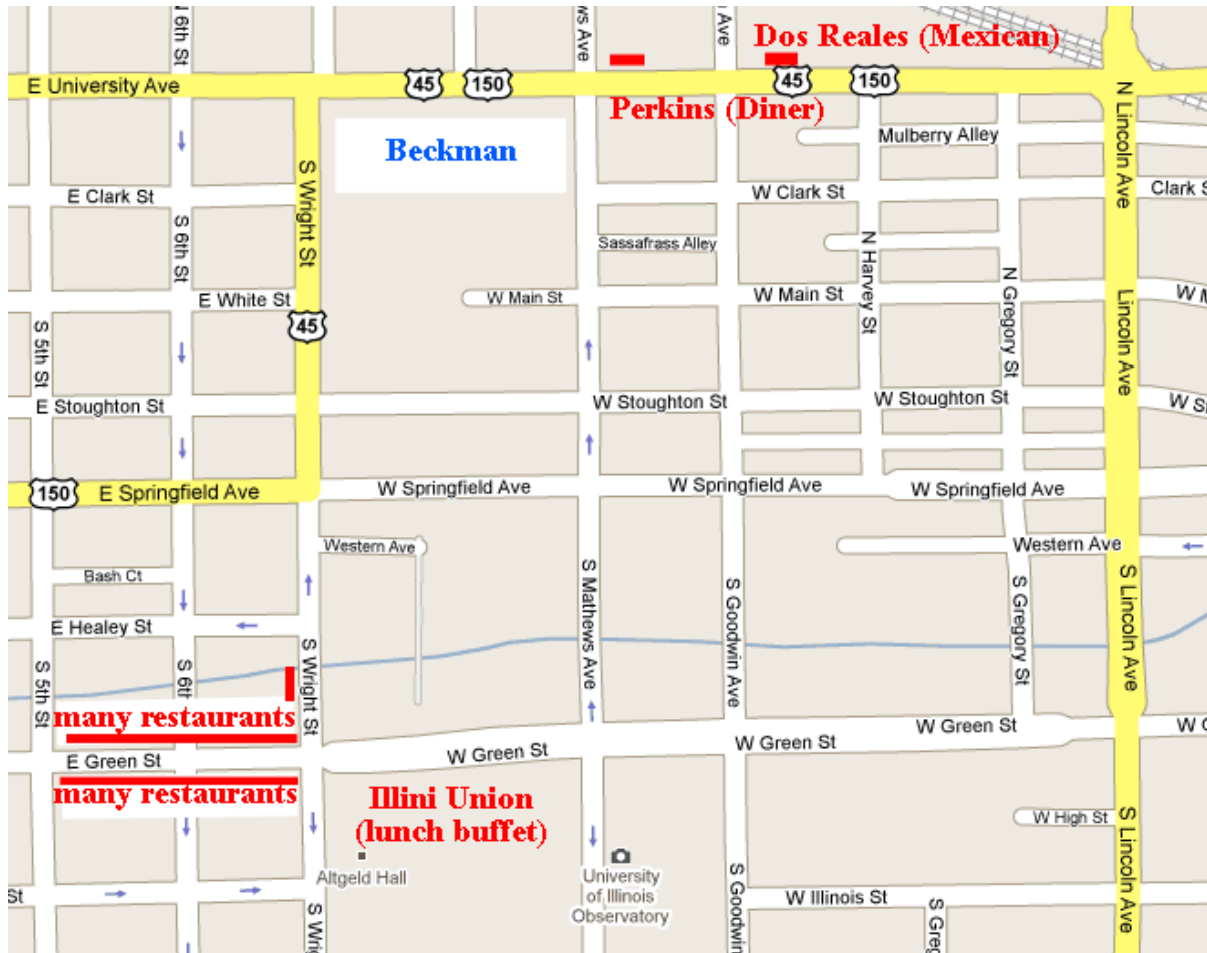 N 6th St
ws Ave
n Ave
Dos Reales (Mexican)
E University Ave
45
150
45
150
Perkins (Diner)
N Lincoln Ave
Beckman
Mulberry Alley
S Wright St
E Clark St
W Clark St
Clark S
S 6th St
Sassafrass Alley
N Harvey St
N Gregory St
Lincoln Ave
E White St
W Main St
W Main St
W M
45
S 5th St
E Stoughton St
W Stoughton St
W Stoughton St
W St
150
E Springfield Ave
W Springfield Ave
W Springfield Ave
W Springfield Ave
Western Ave
Western Ave
Bash Ct
S Mathews Ave
S Goodwin Ave
S Gregory St
S Lincoln Ave
E Healey St
S Wright St
S 5th St
S 6th
many restaurants
W Green St
W G
W Green St
W Green St
E Green St
many restaurants
Illini Union
(lunch buffet)
W High St
S Lincoln Ave
Altgeld Hall
University
of Illinois
Observatory
St
S Wrig
S Goodwin
W Illinois St
S Greg